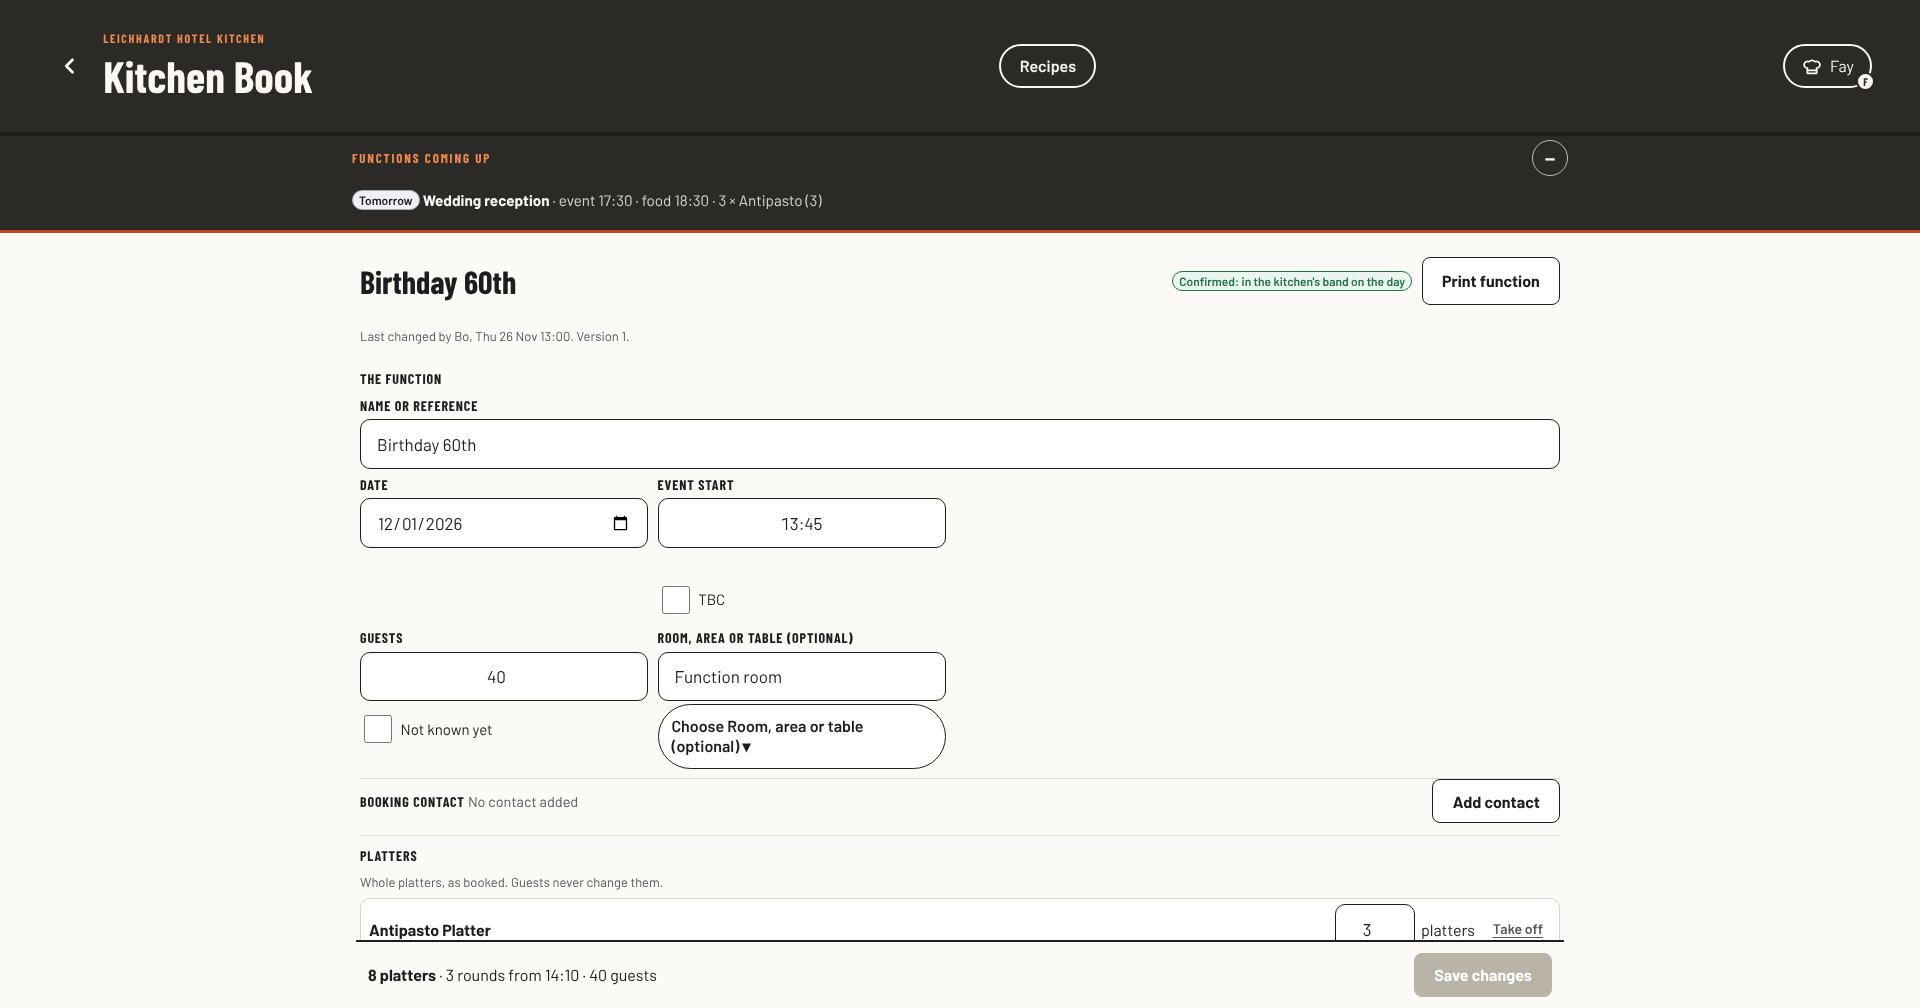 LEICHHARDT HOTEL KITCHEN
Kitchen Book
Recipes
Fay
F
FUNCTIONS COMING UP
–
Tomorrow Wedding reception · event 17:30 · food 18:30 · 3 × Antipasto (3)
Birthday 60th
Confirmed: in the kitchen's band on the day
Print function
Last changed by Bo, Thu 26 Nov 13:00. Version 1.
THE FUNCTION
NAME OR REFERENCE
Birthday 60th
DATE
EVENT START
12/01/2026
13:45
TBC
GUESTS
ROOM, AREA OR TABLE (OPTIONAL)
40
Function room
Not known yet
Choose Room, area or table
(optional) ▾
BOOKING CONTACT No contact added
Add contact
PLATTERS
Whole platters, as booked. Guests never change them.
Antipasto Platter
3 platters
Take off
8 platters · 3 rounds from 14:10 · 40 guests
Save changes